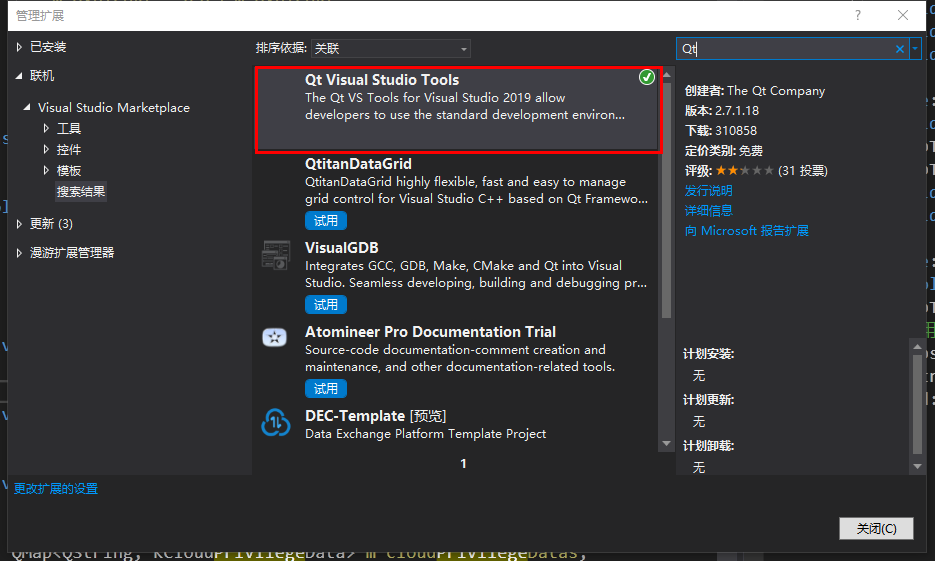 管理扩展
?
已安装
联机
Visual Studio Marketplace
工具
控件
模板
搜索结果
更新 (3)
漫游扩展管理器
更改扩展的设置
排序依据: 关联
Qt Visual Studio Tools
The Qt VS Tools for Visual Studio 2019 allow
developers to use the standard development environ...
QtitanDataGrid
QtitanDataGrid highly flexible, fast and easy to manage
grid control for Visual Studio C++ based on Qt Framewo...
试用
VisualGDB
Integrates GCC, GDB, Make, CMake and Qt into Visual
Studio. Seamless developing, building and debugging pr...
试用
Atomineer Pro Documentation Trial
Source-code documentation-comment creation and
maintenance, and other documentation-related tools.
试用
DEC-Template [预览]
Data Exchange Platform Template Project
1
Qt
创建者: The Qt Company
版本: 2.7.1.18
下载: 310858
定价类别: 免费
评级: ★★★★★ (31 投票)
发行说明
详细信息
向 Microsoft 报告扩展
计划安装:
无
计划更新:
无
计划卸载:
无
关闭(C)
QMap<QString, KCloudPrivilegeData> m cloudPrivilegeDatas;